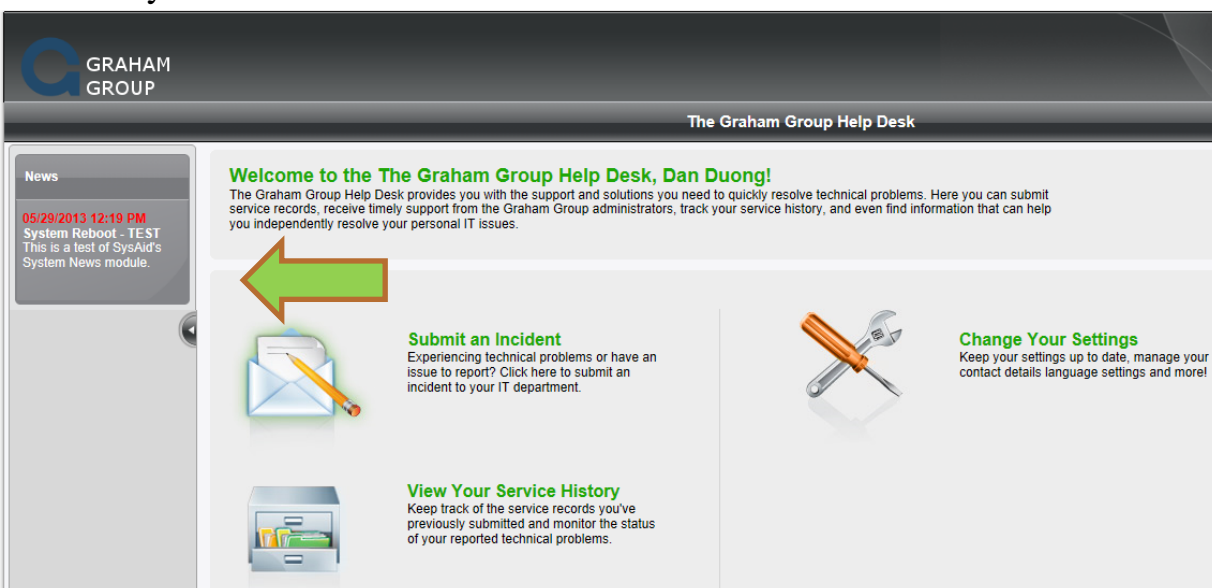 GRAHAM
GROUP
The Graham Group Help Desk
News
05/29/2013 12:19 PM
System Reboot - TEST
This is a test of SysAid's
System News module.
Welcome to the The Graham Group Help Desk, Dan Duong!
The Graham Group Help Desk provides you with the support and solutions you need to quickly resolve technical problems. Here you can submit
service records, receive timely support from the Graham Group administrators, track your service history, and even find information that can help
you independently resolve your personal IT issues.
Submit an Incident
Experiencing technical problems or have an
issue to report? Click here to submit an
incident to your IT department.
Change Your Settings
Keep your settings up to date, manage your
contact details language settings and more!
View Your Service History
Keep track of the service records you've
previously submitted and monitor the status
of your reported technical problems.